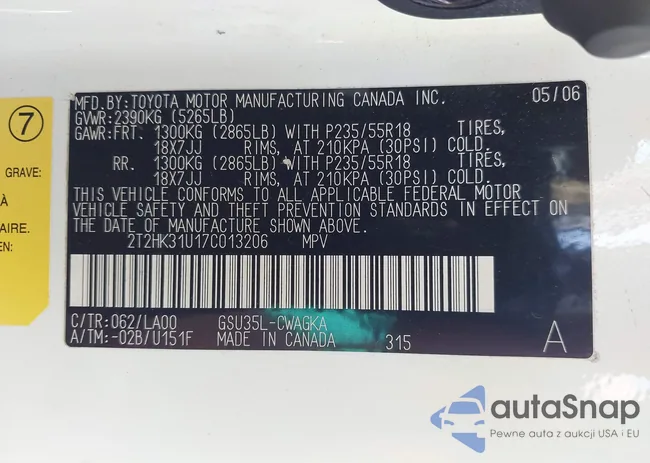 MFD.BY:TOYOTA MOTOR MANUFACTURING CANADA INC. 05/06
GVWR:2390KG (5265LB)
GAWR:FRT. 1300KG (2865LB) WITH P235/55R18 TIRES,
18X7JJ RIMS, AT 210KPA (30PSI) COLD.
RR. 1300KG (2865LB) WITH P235/55R18 TIRES,
18X7JJ RIMS, AT 210KPA (30PSI) COLD.
THIS VEHICLE CONFORMS TO ALL APPLICABLE FEDERAL MOTOR
VEHICLE SAFETY AND THEFT PREVENTION STANDARDS IN EFFECT ON
THE DATE OF MANUFACTURE SHOWN ABOVE.
2T2HK31U17C013206 MPV
C/TR:062/LA00 GSU35L-CWAGKA
A/TM:-02B/U151F MADE IN CANADA 315 A
7
GRAVE:
À
AIRE.
EN:
autaSnap
Pewne auta z aukcji USA i EU